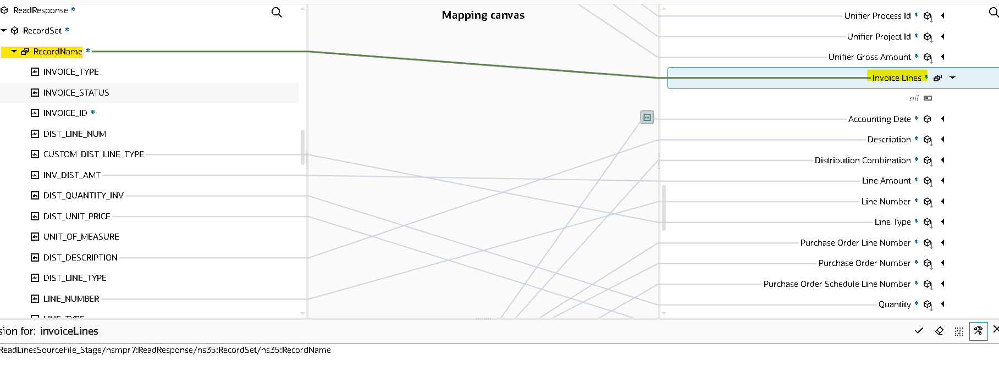 ReadResponse *
RecordSet *
RecordName *
INVOICE_TYPE
INVOICE_STATUS
INVOICE_ID *
DIST_LINE_NUM
CUSTOM_DIST_LINE_TYPE
INV_DIST_AMT
DIST_QUANTITY_INV
DIST_UNIT_PRICE
UNIT_OF_MEASURE
DIST_DESCRIPTION
DIST_LINE_TYPE
LINE_NUMBER
LINE_TYPE
Mapping canvas
Unifier Process Id *
Unifier Project Id *
Unifier Gross Amount *
Invoice Lines *
nil
Accounting Date *
Description *
Distribution Combination *
Line Amount *
Line Number *
Line Type *
Purchase Order Line Number *
Purchase Order Number *
Purchase Order Schedule Line Number *
Quantity *
sion for: invoiceLines
ReadLinesSourceFile_Stage/nsmpr7:ReadResponse/ns35:RecordSet/ns35:RecordName